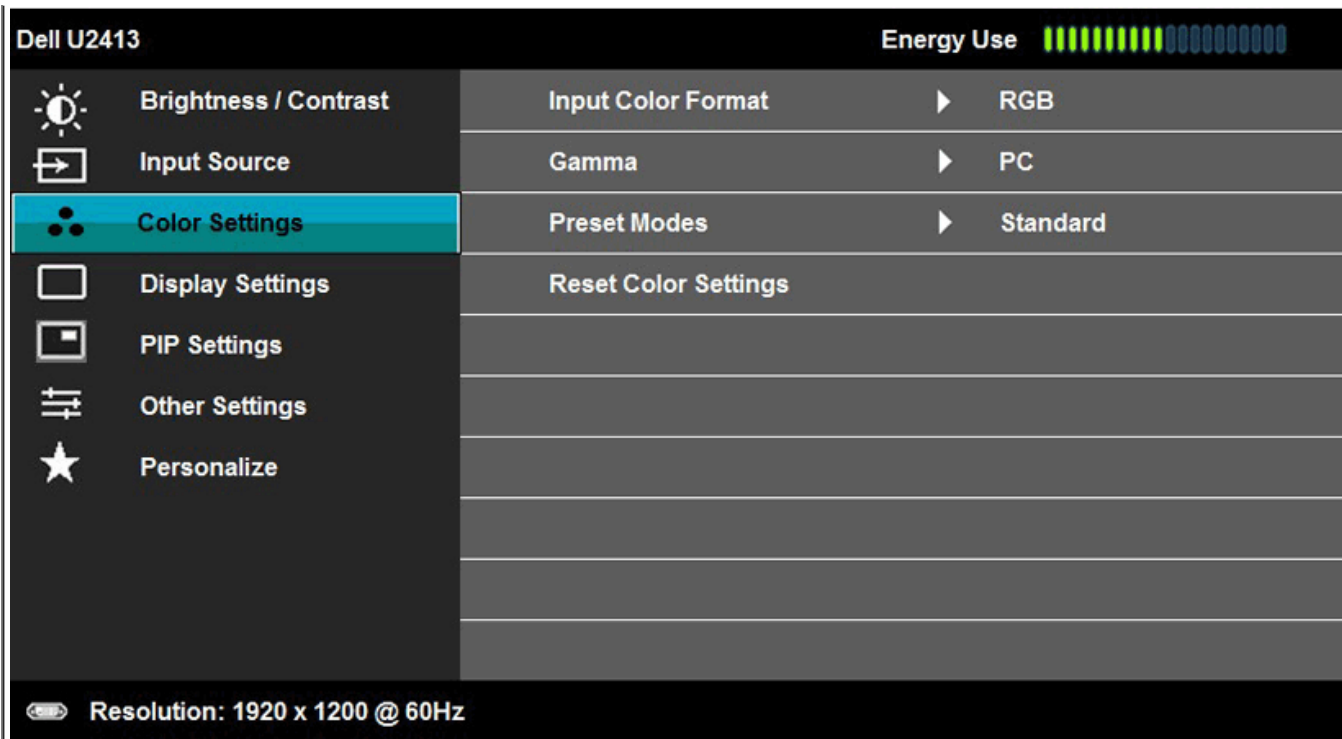 Dell U2413 Energy Use
Brightness / Contrast Input Color Format RGB
Input Source Gamma PC
Color Settings Preset Modes Standard
Display Settings Reset Color Settings
PIP Settings
Other Settings
Personalize
Resolution: 1920 x 1200 @ 60Hz